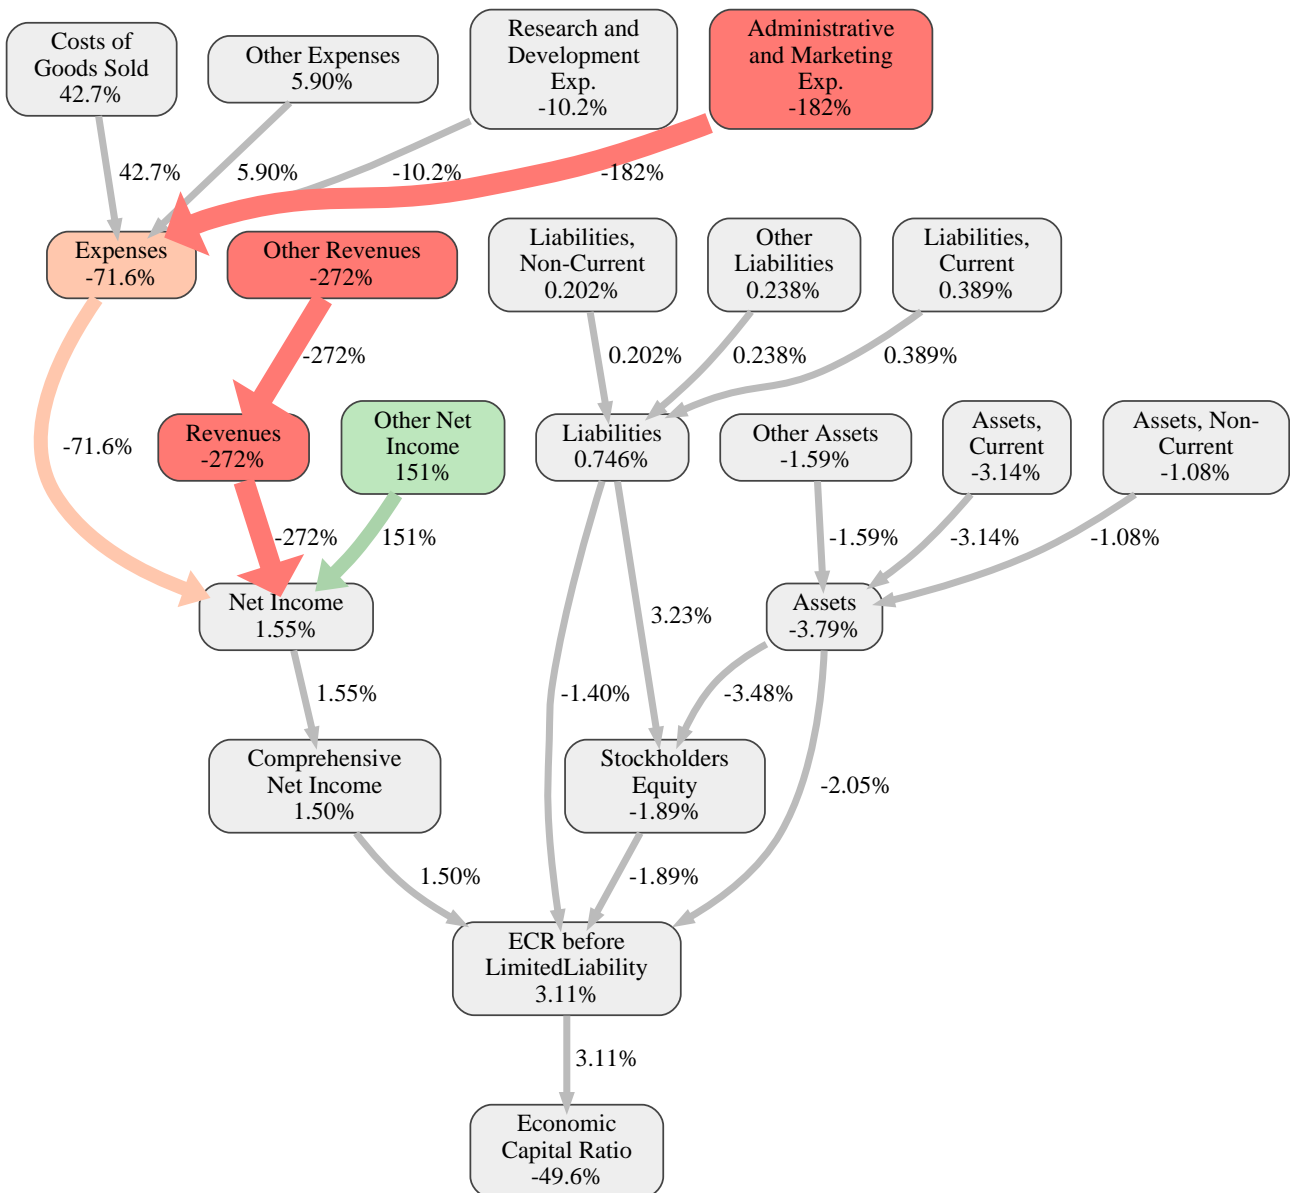 Costs of
Goods Sold
42.7%
Other Expenses
5.90%
Research and
Development
Exp.
-10.2%
Administrative
and Marketing
Exp.
-182%
42.7%
5.90%
-10.2%
-182%
Expenses
-71.6%
Other Revenues
-272%
Liabilities,
Non-Current
0.202%
Other
Liabilities
0.238%
Liabilities,
Current
0.389%
-272%
0.202%
0.238%
0.389%
-71.6%
Revenues
-272%
Other Net
Income
151%
Liabilities
0.746%
Other Assets
-1.59%
Assets,
Current
-3.14%
Assets, Non-
Current
-1.08%
-272%
151%
-1.59%
-3.14%
-1.08%
Net Income
1.55%
3.23%
Assets
-3.79%
1.55%
-1.40%
-3.48%
Comprehensive
Net Income
1.50%
Stockholders
Equity
-1.89%
-2.05%
1.50%
-1.89%
ECR before
LimitedLiability
3.11%
3.11%
Economic
Capital Ratio
-49.6%